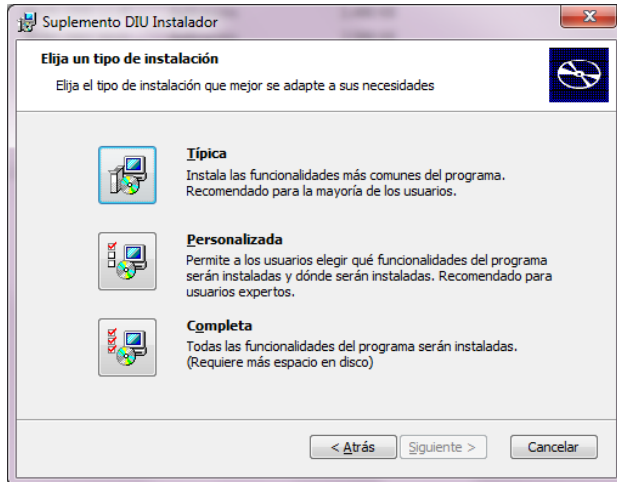 Suplemento DIU Instalador
Elija un tipo de instalación
Elija el tipo de instalación que mejor se adapte a sus necesidades
Típica
Instala las funcionalidades más comunes del programa.
Recomendado para la mayoría de los usuarios.
Personalizada
Permite a los usuarios elegir qué funcionalidades del programa
serán instaladas y dónde serán instaladas. Recomendado para
usuarios expertos.
Completa
Todas las funcionalidades del programa serán instaladas.
(Requiere más espacio en disco)
< Atrás Siguiente > Cancelar